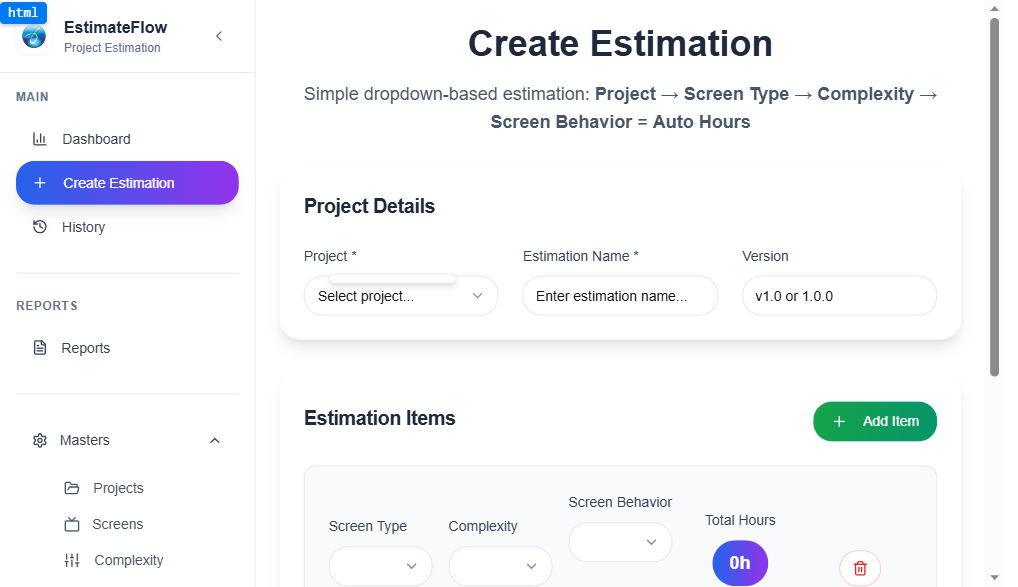 html
EstimateFlow
Project Estimation
MAIN
Dashboard
Create Estimation
History
REPORTS
Reports
Masters
Projects
Screens
Complexity
Create Estimation
Simple dropdown-based estimation: Project → Screen Type → Complexity →
Screen Behavior = Auto Hours
Project Details
Project *
Estimation Name *
Version
Select project...
Enter estimation name...
v1.0 or 1.0.0
Estimation Items
Add Item
Screen Type
Complexity
Screen Behavior
Total Hours
0h